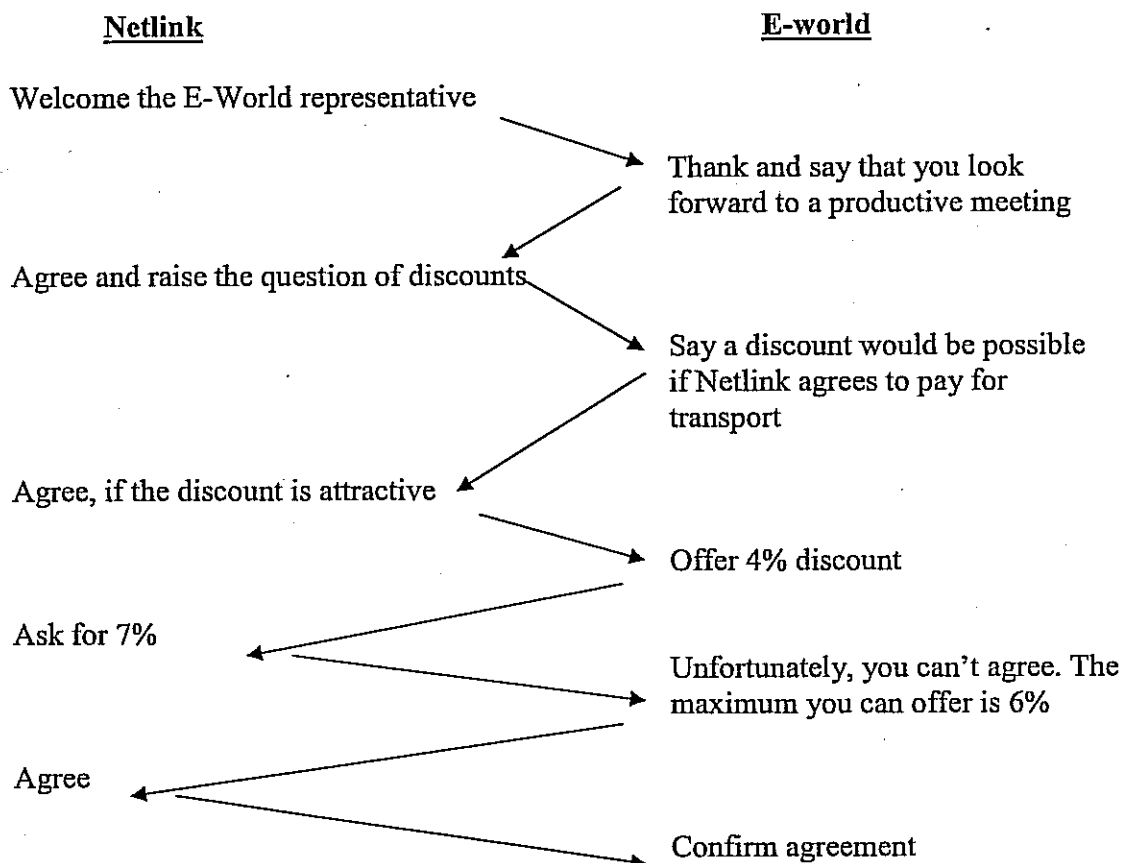 Netlink
E-world
Welcome the E-World representative
Thank and say that you look
forward to a productive meeting
Agree and raise the question of discounts
Say a discount would be possible
if Netlink agrees to pay for
transport
Agree, if the discount is attractive
Offer 4% discount
Ask for 7%
Unfortunately, you can't agree. The
maximum you can offer is 6%
Agree
Confirm agreement